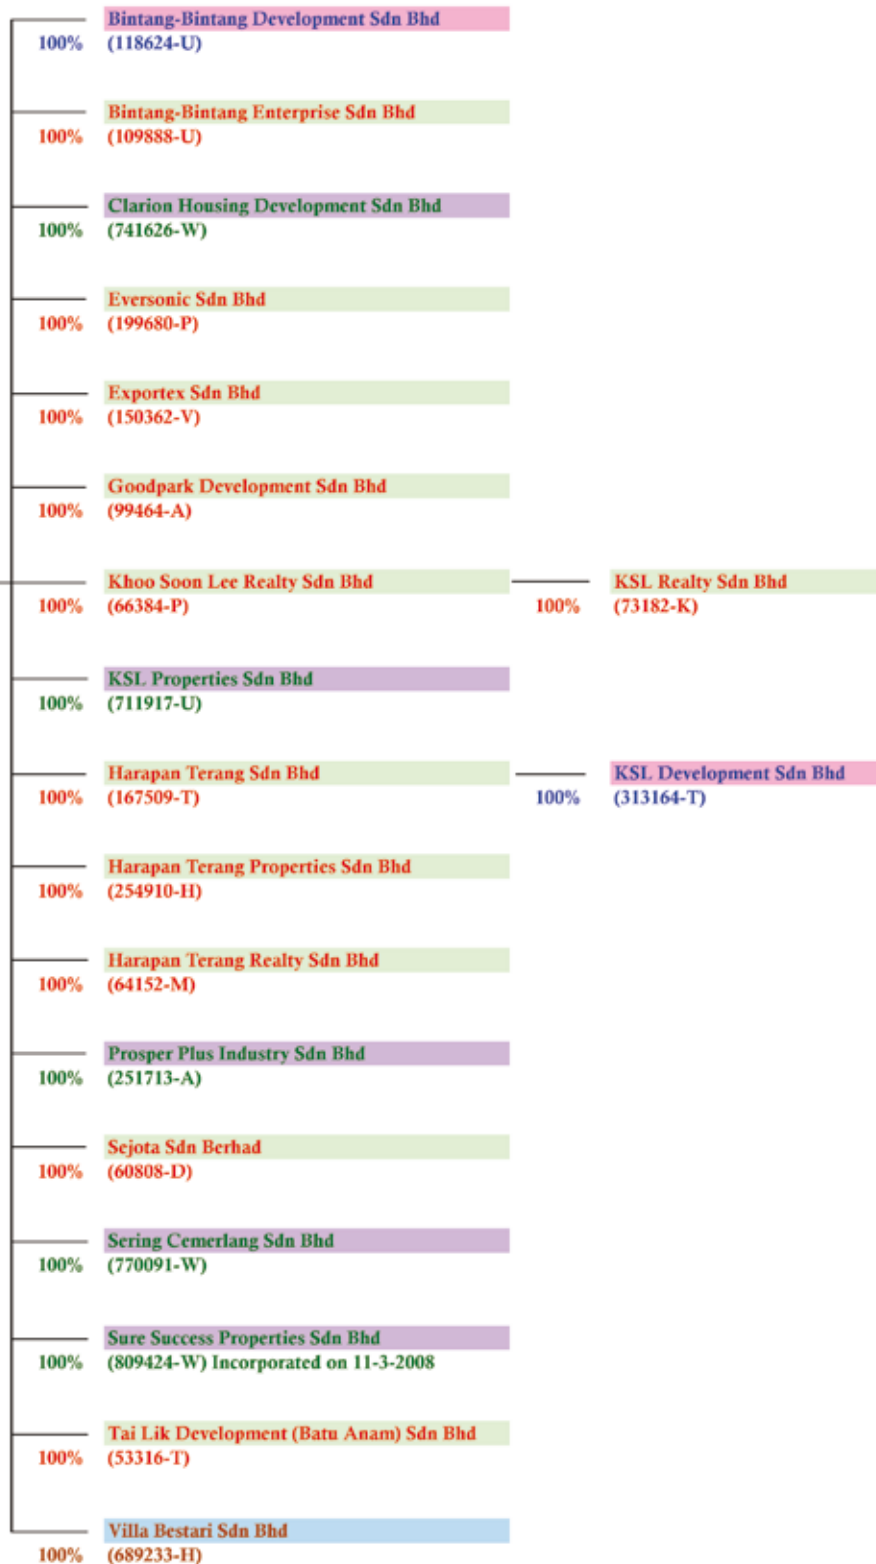 Bintang-Bintang Development Sdn Bhd
100% (118624-U)
Bintang-Bintang Enterprise Sdn Bhd
100% (109888-U)
Clarion Housing Development Sdn Bhd
100% (741626-W)
Eversonic Sdn Bhd
100% (199680-P)
Exportex Sdn Bhd
100% (150362-V)
Goodpark Development Sdn Bhd
100% (99464-A)
Khoo Soon Lee Realty Sdn Bhd KSL Realty Sdn Bhd
100% (66384-P) 100% (73182-K)
KSL Properties Sdn Bhd
100% (711917-U)
Harapan Terang Sdn Bhd KSL Development Sdn Bhd
100% (167509-T) 100% (313164-T)
Harapan Terang Properties Sdn Bhd
100% (254910-H)
Harapan Terang Realty Sdn Bhd
100% (64152-M)
Prosper Plus Industry Sdn Bhd
100% (251713-A)
Sejota Sdn Berhad
100% (60808-D)
Sering Cemerlang Sdn Bhd
100% (770091-W)
Sure Success Properties Sdn Bhd
100% (809424-W) Incorporated on 11-3-2008
Tai Lik Development (Batu Anam) Sdn Bhd
100% (53316-T)
Villa Bestari Sdn Bhd
100% (689233-H)